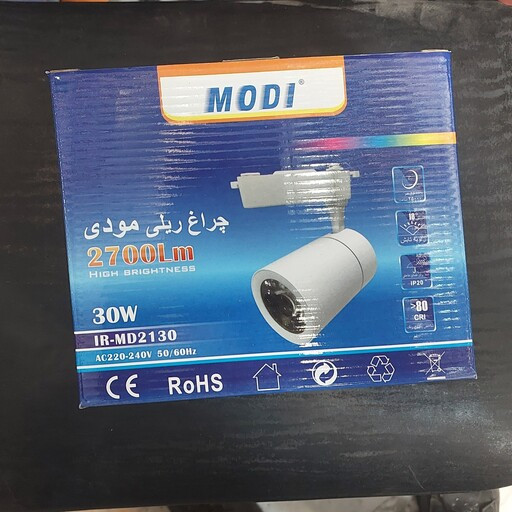 MODI®
چراغ ریلی مودی
2700Lm
HIGH BRIGHTNESS
30W
IR-MD2130
AC220-240V 50/60Hz
CE RoHS
IP20
>80
CRI